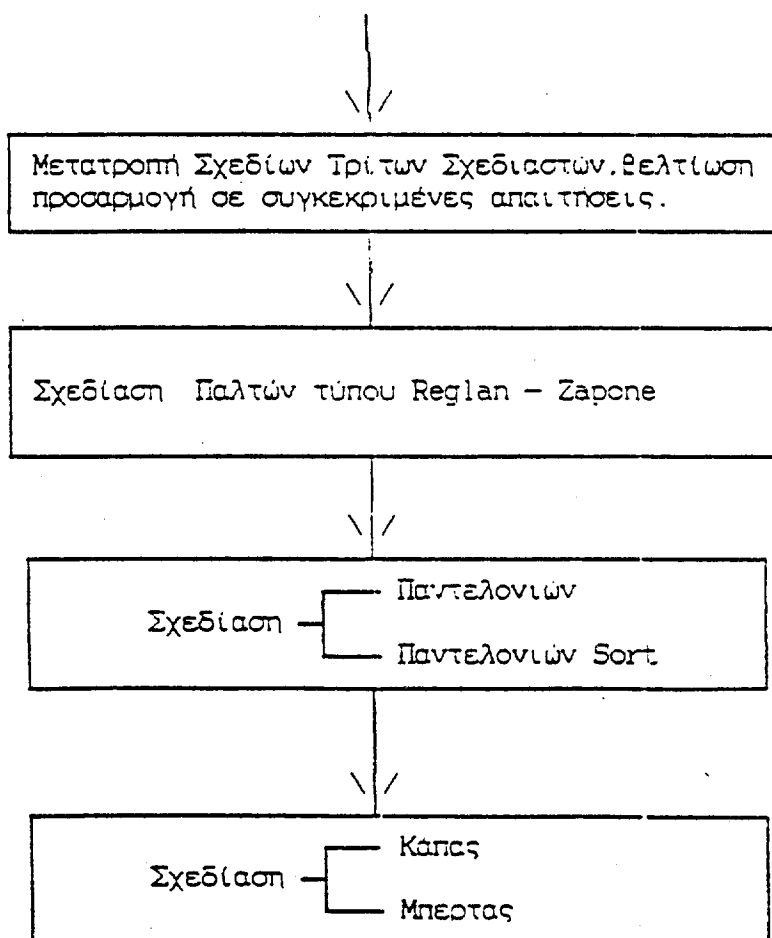 Μετατροπή Σχεδίων Τρίτων Σχεδιαστών.βελτίωση
προσαρμογή σε συγκεκριμένες απαιτήσεις.
Σχεδίαση Παλτών τύπου Reglan – Zapone
Παντελονιών
Σχεδίαση
Παντελονιών Sort
Κάπας
Σχεδίαση
Μπερτας